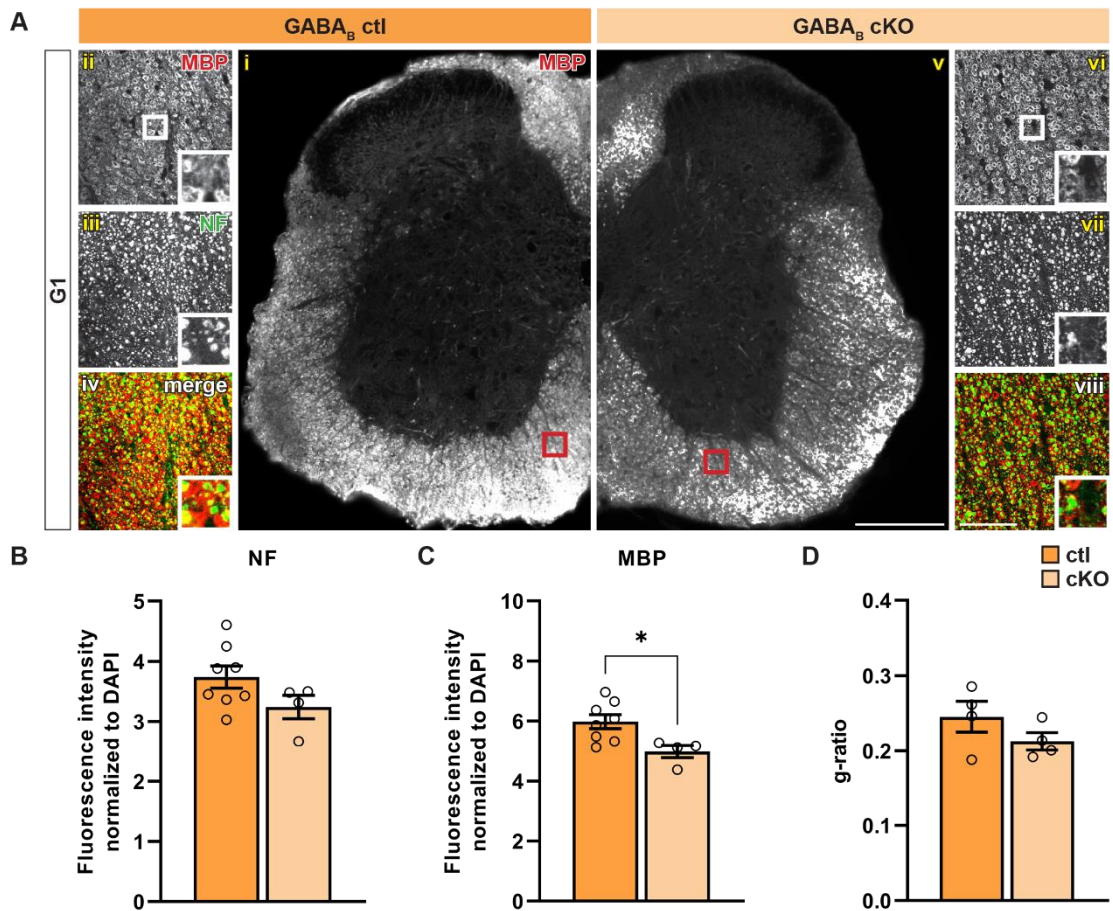 A
GABAB ctl
GABAB cKO
G1
ii
MBP
iii
NF
iv
merge
i
MBP
v
vi
vii
viii
B
NF
Fluorescence intensity
normalized to DAPI
5
4
3
2
1
0
C
MBP
*
Fluorescence intensity
normalized to DAPI
10
8
6
4
2
0
D
ctl
cKO
g-ratio
0.4
0.3
0.2
0.1
0.0